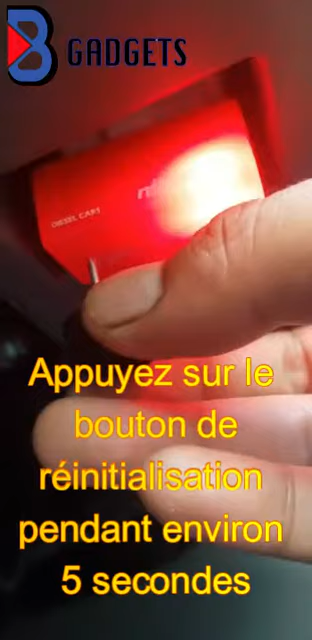 B GADGETS
DIESEL CARS
Appuyez sur le
bouton de
réinitialisation
pendant environ
5 secondes